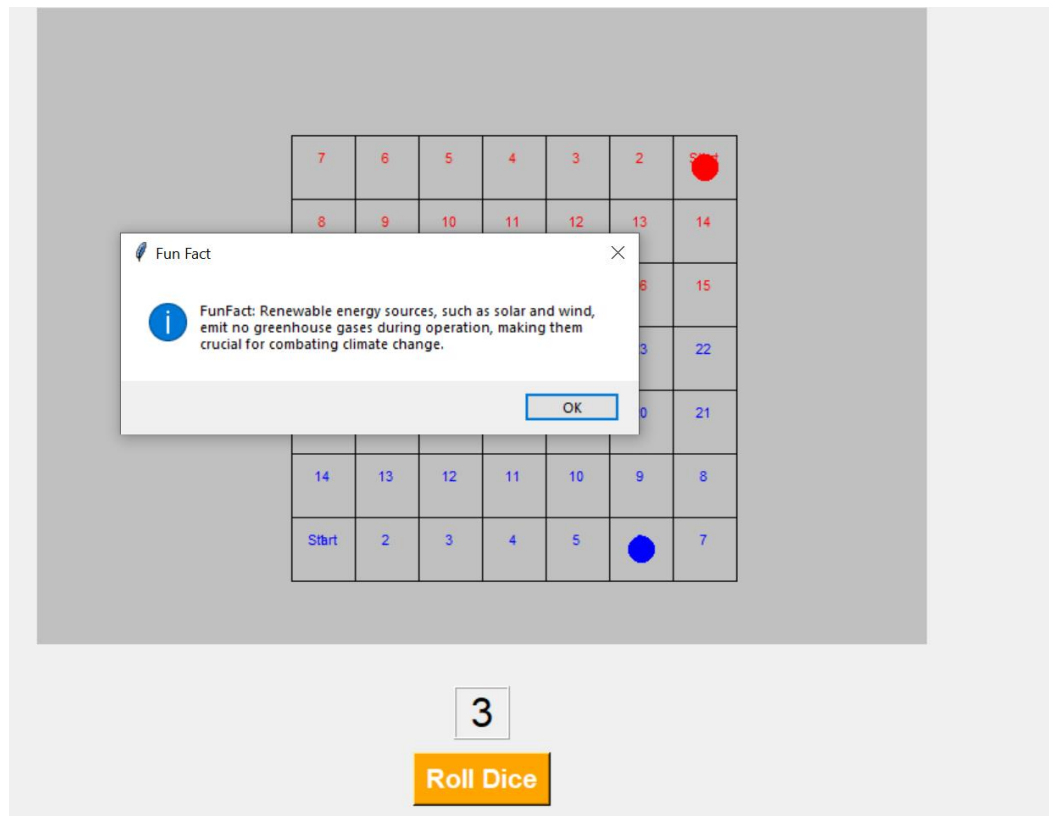 7 6 5 4 3 2
8 9 10 11 12 13 14
Fun Fact
15
FunFact: Renewable energy sources, such as solar and wind,
emit no greenhouse gases during operation, making them
crucial for combating climate change.
22
OK
21
14 13 12 11 10 9 8
Start 2 3 4 5 7
3
Roll Dice